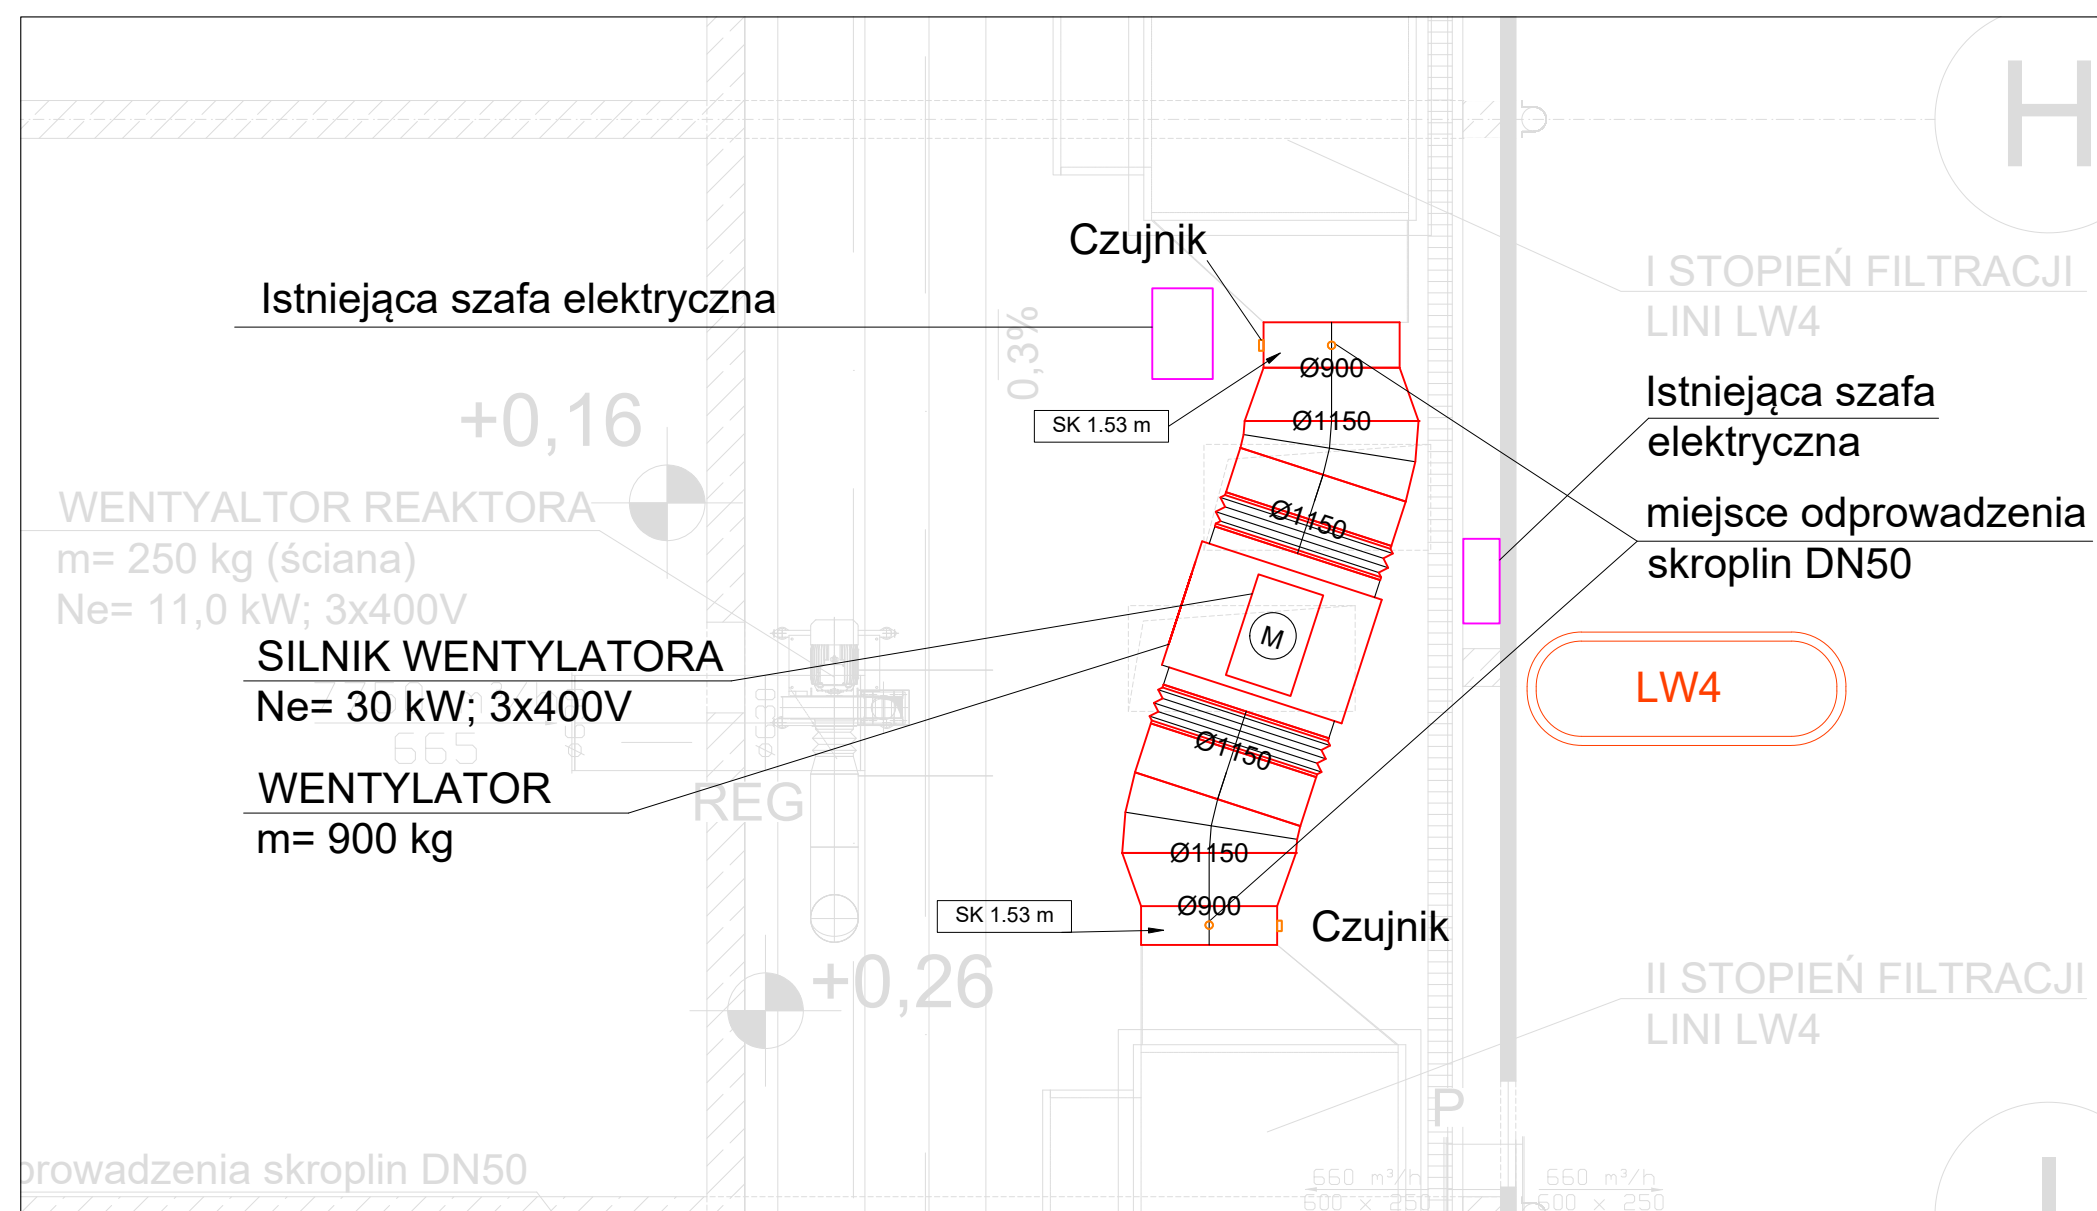 H
Czujnik
I STOPIEŃ FILTRACJI
LINI LW4
Istniejąca szafa elektryczna
0,3%
Ø900
Istniejąca szafa
elektryczna
+0,16
SK 1.53 m
Ø1150
WENTYALTOR REAKTORA
m= 250 kg (ściana)
Ne= 11,0 kW; 3x400V
Ø1150
miejsce odprowadzenia
skroplin DN50
SILNIK WENTYLATORA
Ne= 30 kW; 3x400V
M
LW4
665
WENTYLATOR
m= 900 kg
REG
Ø1150
Ø1150
SK 1.53 m
Ø900
Czujnik
+0,26
II STOPIEŃ FILTRACJI
LINI LW4
P
prowadzenia skroplin DN50
660 m³/h
600 x 250
660 m³/h
600 x 250